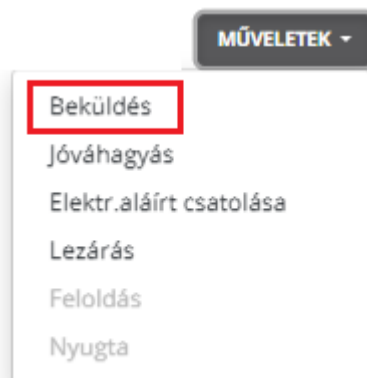 MŰVELETEK
Beküldés
Jóváhagyás
Elektr.aláírt csatolása
Lezárás
Feloldás
Nyugta